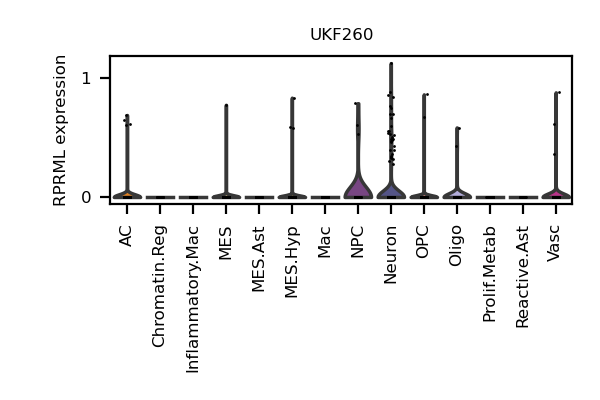 UKF260
RPRML expression
1
0
AC
Chromatin.Reg
Inflammatory.Mac
MES
MES.Ast
MES.Hyp
Mac
NPC
Neuron
OPC
Oligo
Prolif.Metab
Reactive.Ast
Vasc